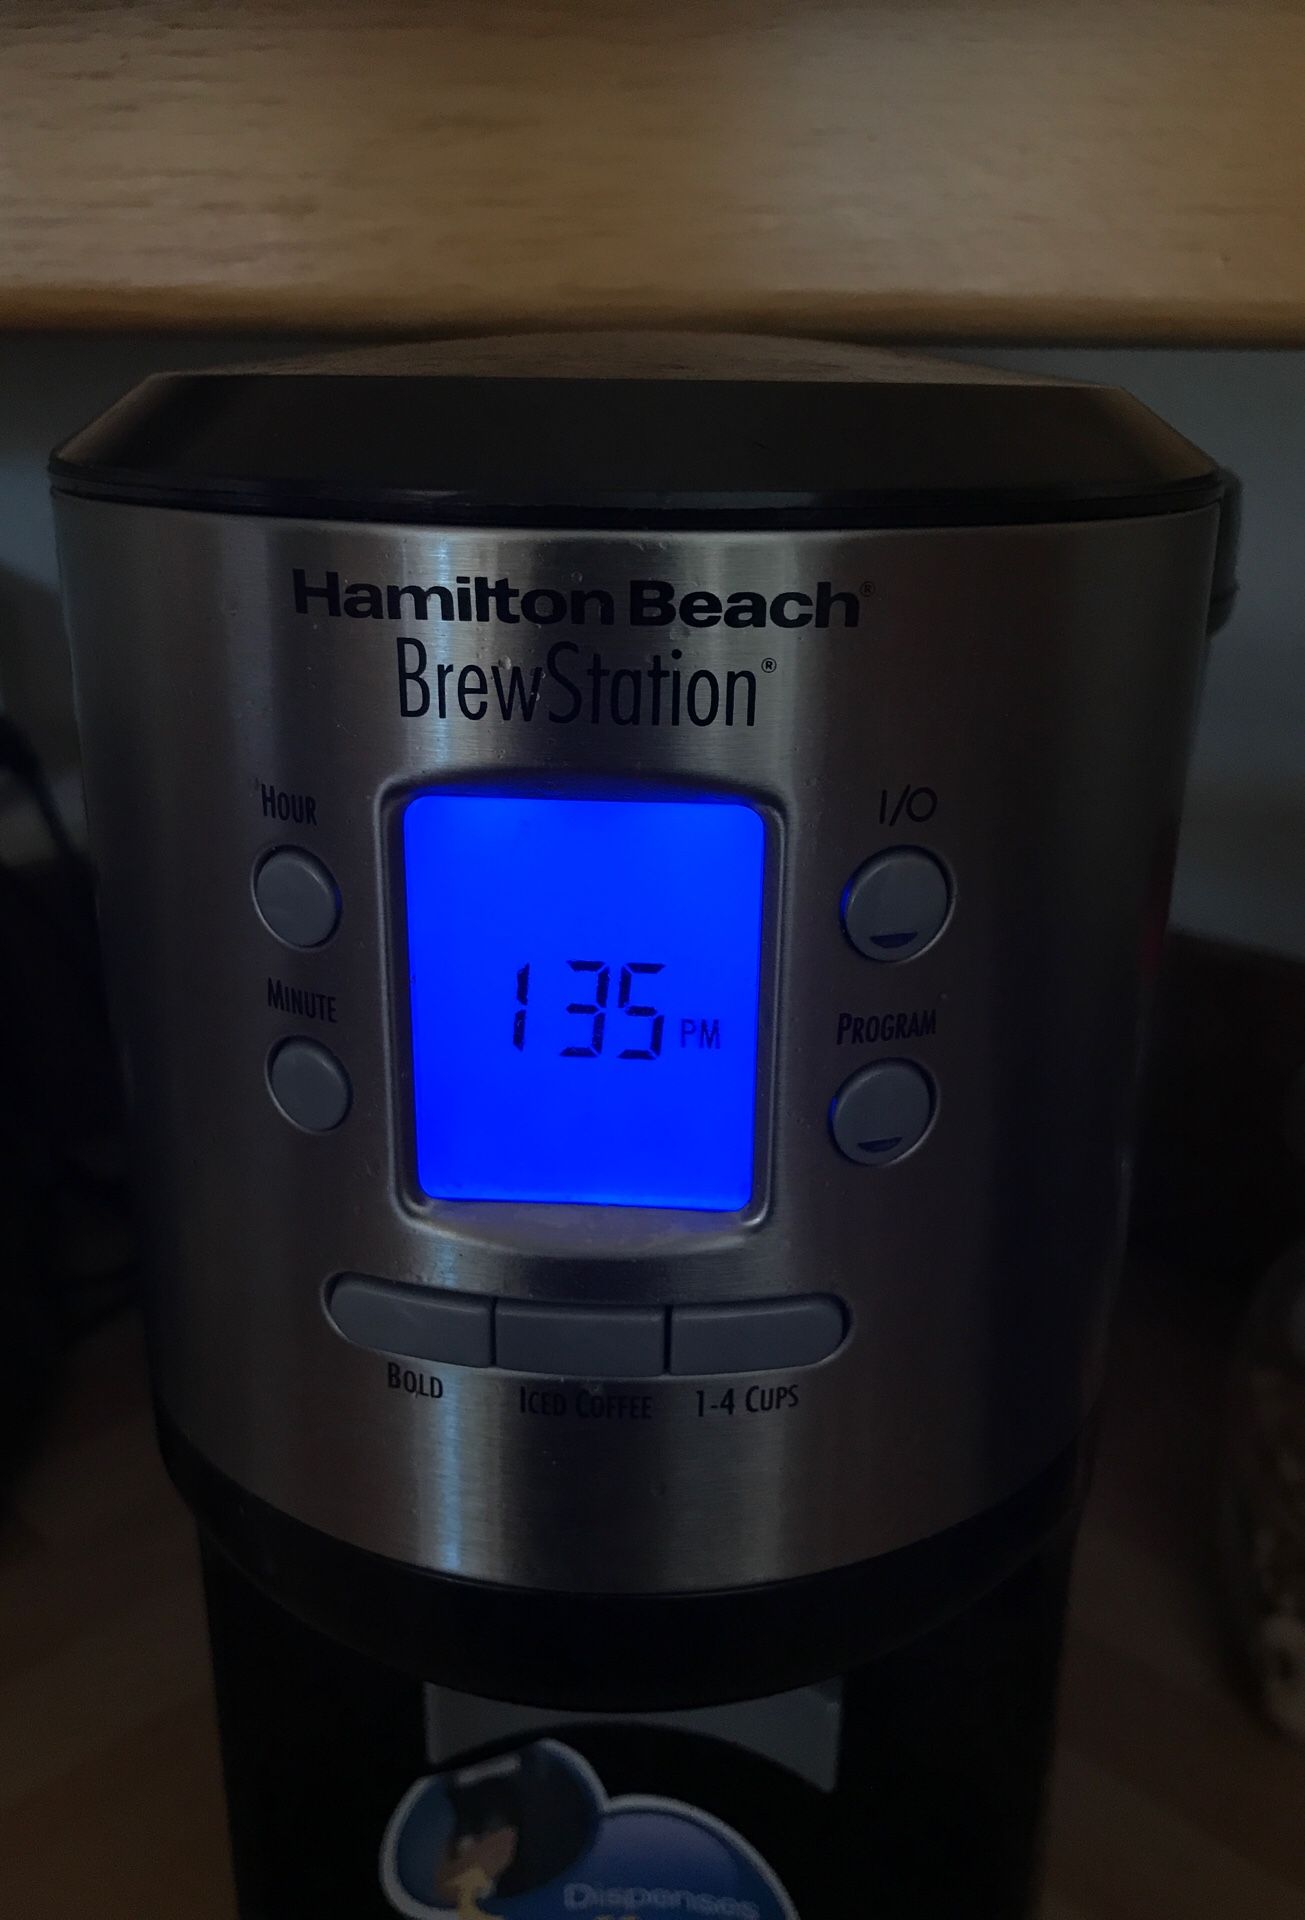 Hamilton Beach®
BrewStation®
HOUR
I/O
135 PM
MINUTE
PROGRAM
BOLD
ICED COFFEE
1-4 CUPS
Dispenses